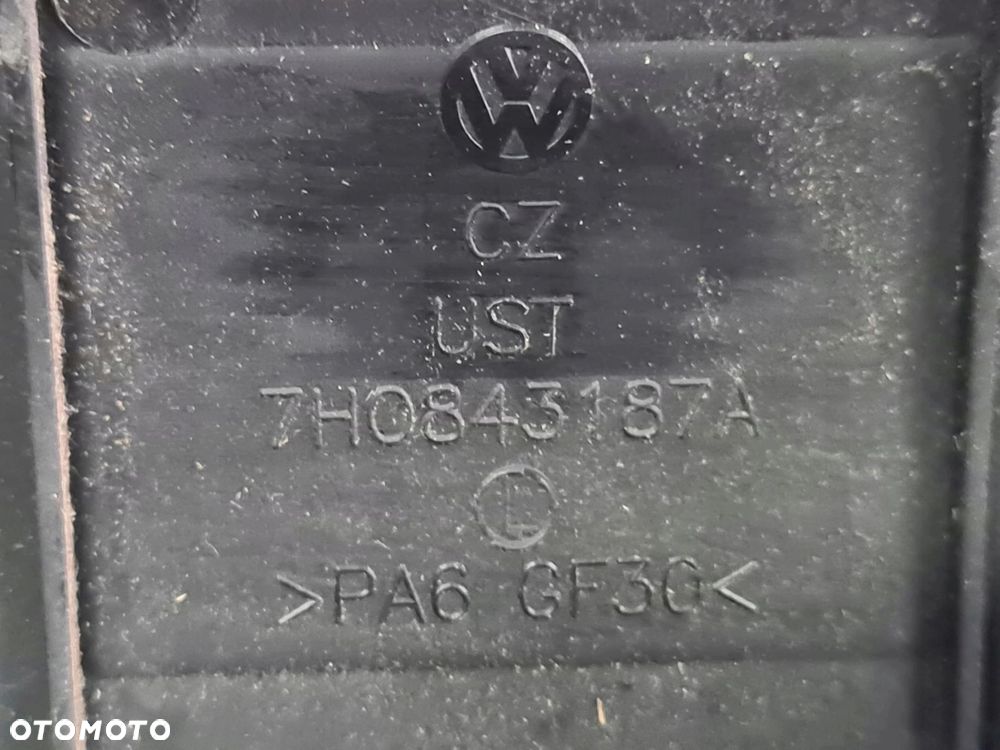 CZ
UST
7H0843187A
L
>PA6 GF30<
OTOMOTO